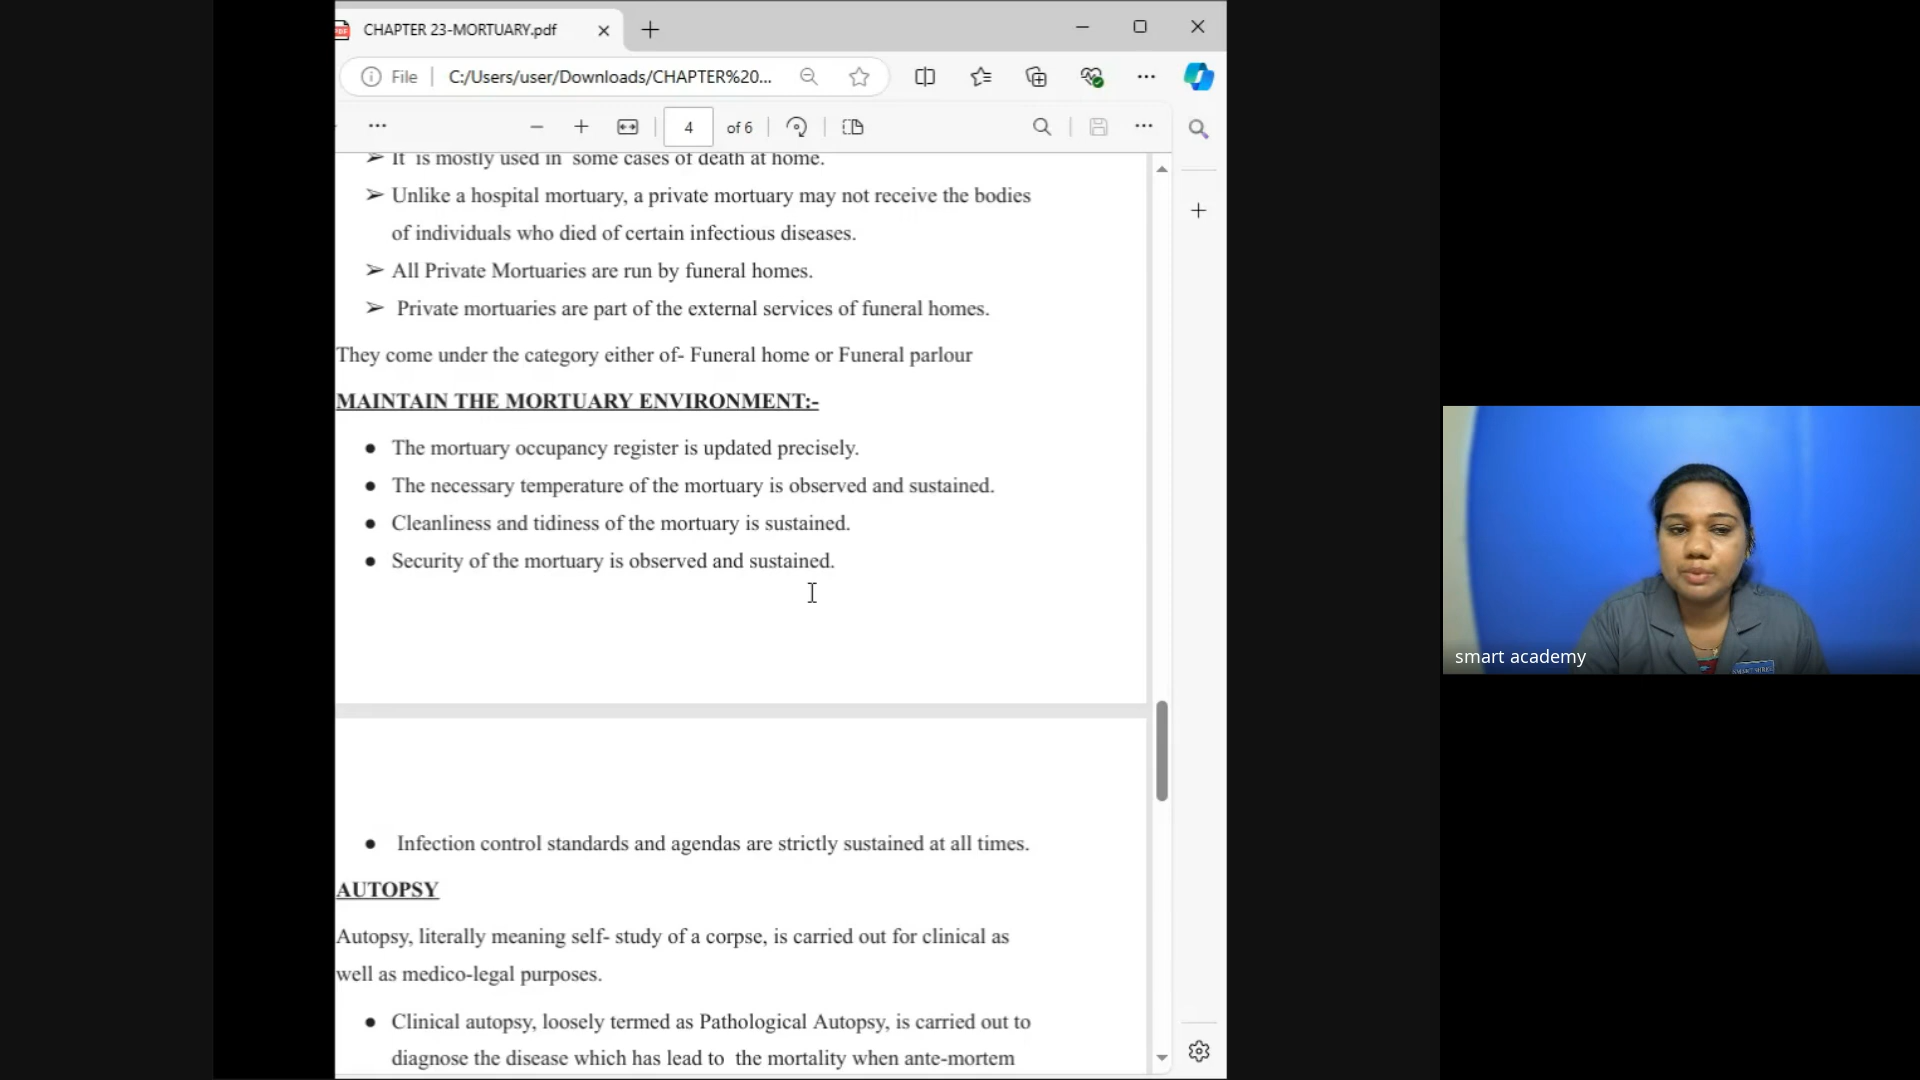 CHAPTER 23-MORTUARY.pdf
File
C:/Users/user/Downloads/CHAPTER%20...
4 of 6
➢ It is mostly used in some cases of death at home.
➢ Unlike a hospital mortuary, a private mortuary may not receive the bodies
of individuals who died of certain infectious diseases.
➢ All Private Mortuaries are run by funeral homes.
➢ Private mortuaries are part of the external services of funeral homes.
They come under the category either of- Funeral home or Funeral parlour
MAINTAIN THE MORTUARY ENVIRONMENT:-
● The mortuary occupancy register is updated precisely.
● The necessary temperature of the mortuary is observed and sustained.
● Cleanliness and tidiness of the mortuary is sustained.
● Security of the mortuary is observed and sustained.
● Infection control standards and agendas are strictly sustained at all times.
AUTOPSY
Autopsy, literally meaning self- study of a corpse, is carried out for clinical as
well as medico-legal purposes.
● Clinical autopsy, loosely termed as Pathological Autopsy, is carried out to
diagnose the disease which has lead to the mortality when ante-mortem
smart academy